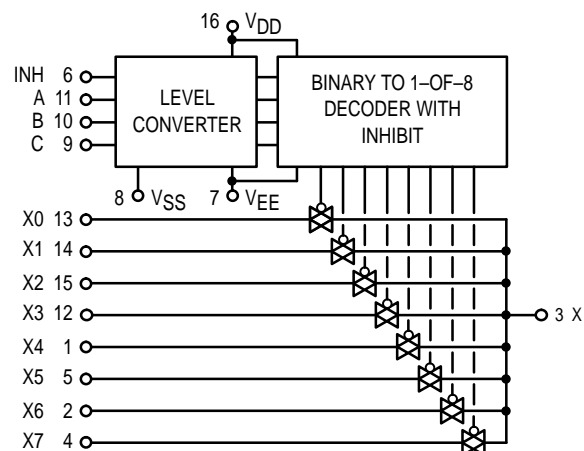 16 VDD
INH 6
A 11
B 10
C 9
LEVEL
CONVERTER
BINARY TO 1–OF–8
DECODER WITH
INHIBIT
8 VSS
7 VEE
X0 13
X1 14
X2 15
X3 12
3 X
X4 1
X5 5
X6 2
X7 4